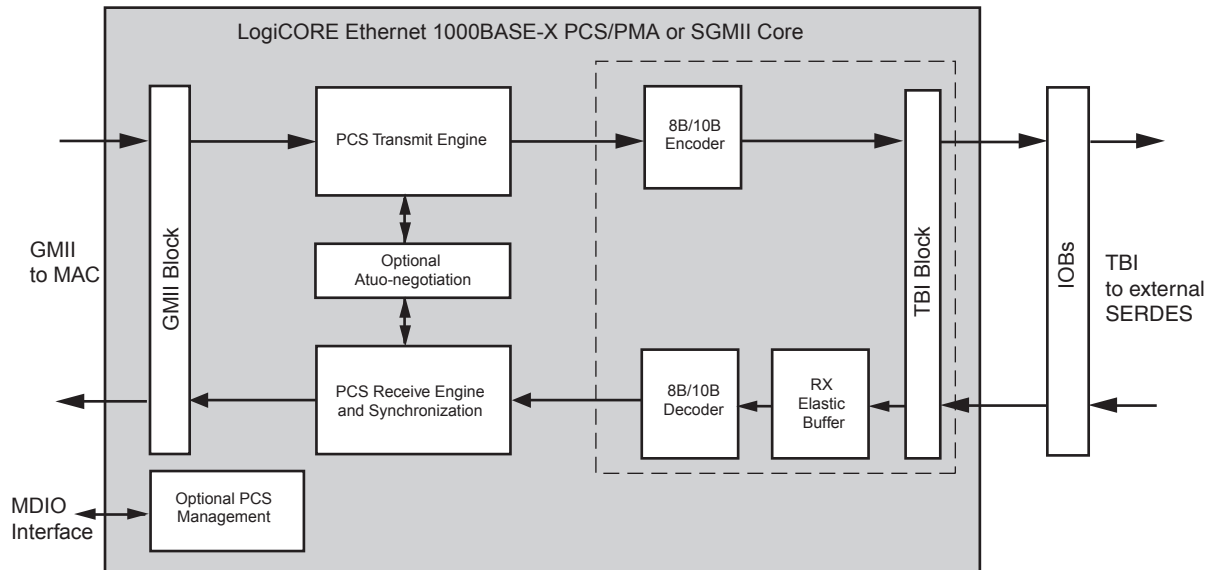 LogiCORE Ethernet 1000BASE-X PCS/PMA or SGMII Core
GMII
to MAC
GMII Block
PCS Transmit Engine
8B/10B
Encoder
Optional
Atuo-negotiation
TBI Block
IOBs
TBI
to external
SERDES
PCS Receive Engine
and Synchronization
8B/10B
Decoder
RX
Elastic
Buffer
MDIO
Interface
Optional PCS
Management